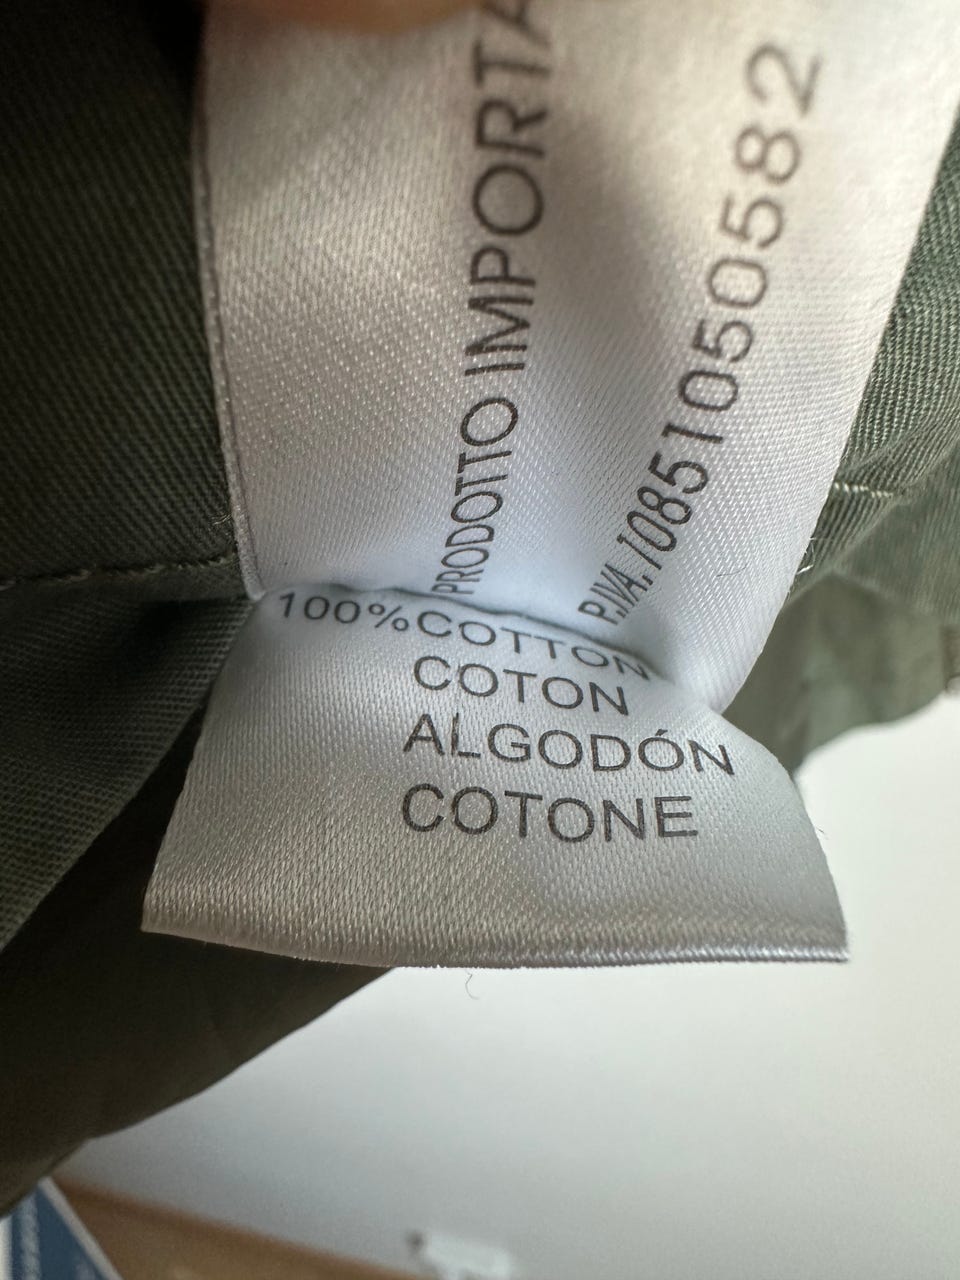 PRODOTTO IMPORTA
P.IVA.10851050582
100%COTTON
COTON
ALGODÓN
COTONE